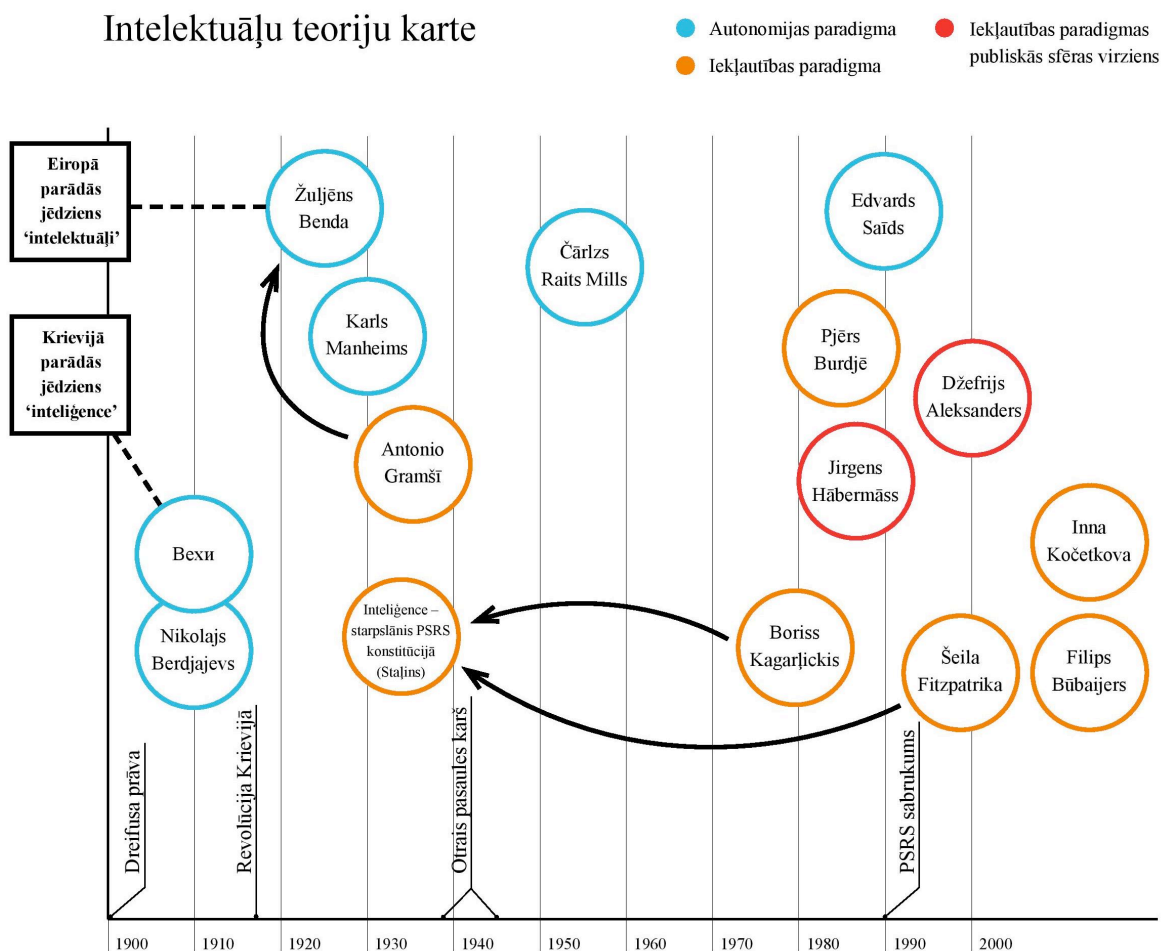 Intelektuāļu teoriju karte
Autonomijas paradigma
Iekļautības paradigma
Iekļautības paradigmas
publiskās sfēras virziens
Eiropā
parādās
jēdziens
‘intelektuāļi’
Krievijā
parādās
jēdziens
‘inteliģence’
Žuljēns
Benda
Karls
Manheims
Antonio
Gramšī
Вехи
Nikolajs
Berdjajevs
Inteliģence –
starpslānis PSRS
konstitūcijā
(Staļins)
Čārlzs
Raits Mills
Edvards
Saīds
Pjērs
Burdjē
Džefrijs
Aleksanders
Jirgens
Hābermāss
Inna
Kočetkova
Boriss
Kagarļickis
Šeila
Fitzpatrika
Filips
Būbaijers
Dreifusa prāva
Revolūcija Krievijā
Otrais pasaules karš
PSRS sabrukums
1900
1910
1920
1930
1940
1950
1960
1970
1980
1990
2000